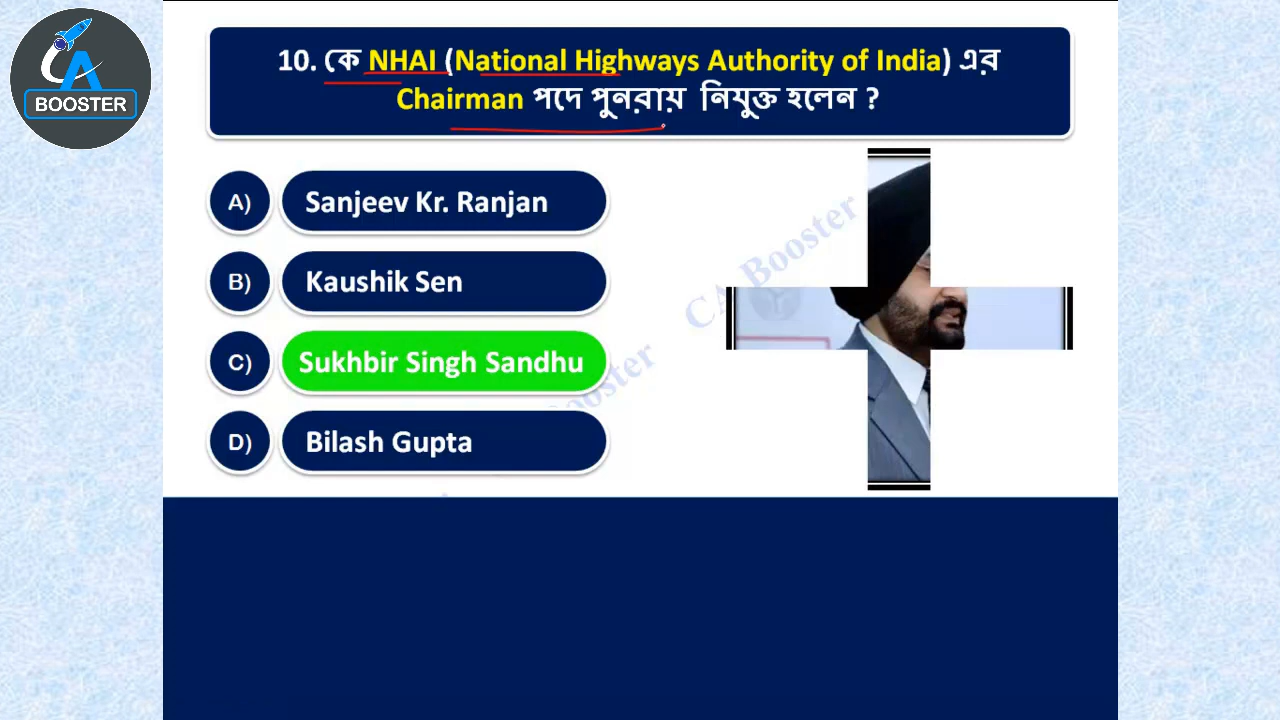 A
BOOSTER
10. কে NHAI (National Highways Authority of India) এর
Chairman পদে পুনরায় নিযুক্ত হলেন ?
A) Sanjeev Kr. Ranjan
B) Kaushik Sen
C) Sukhbir Singh Sandhu
D) Bilash Gupta
CA Booster
Booster